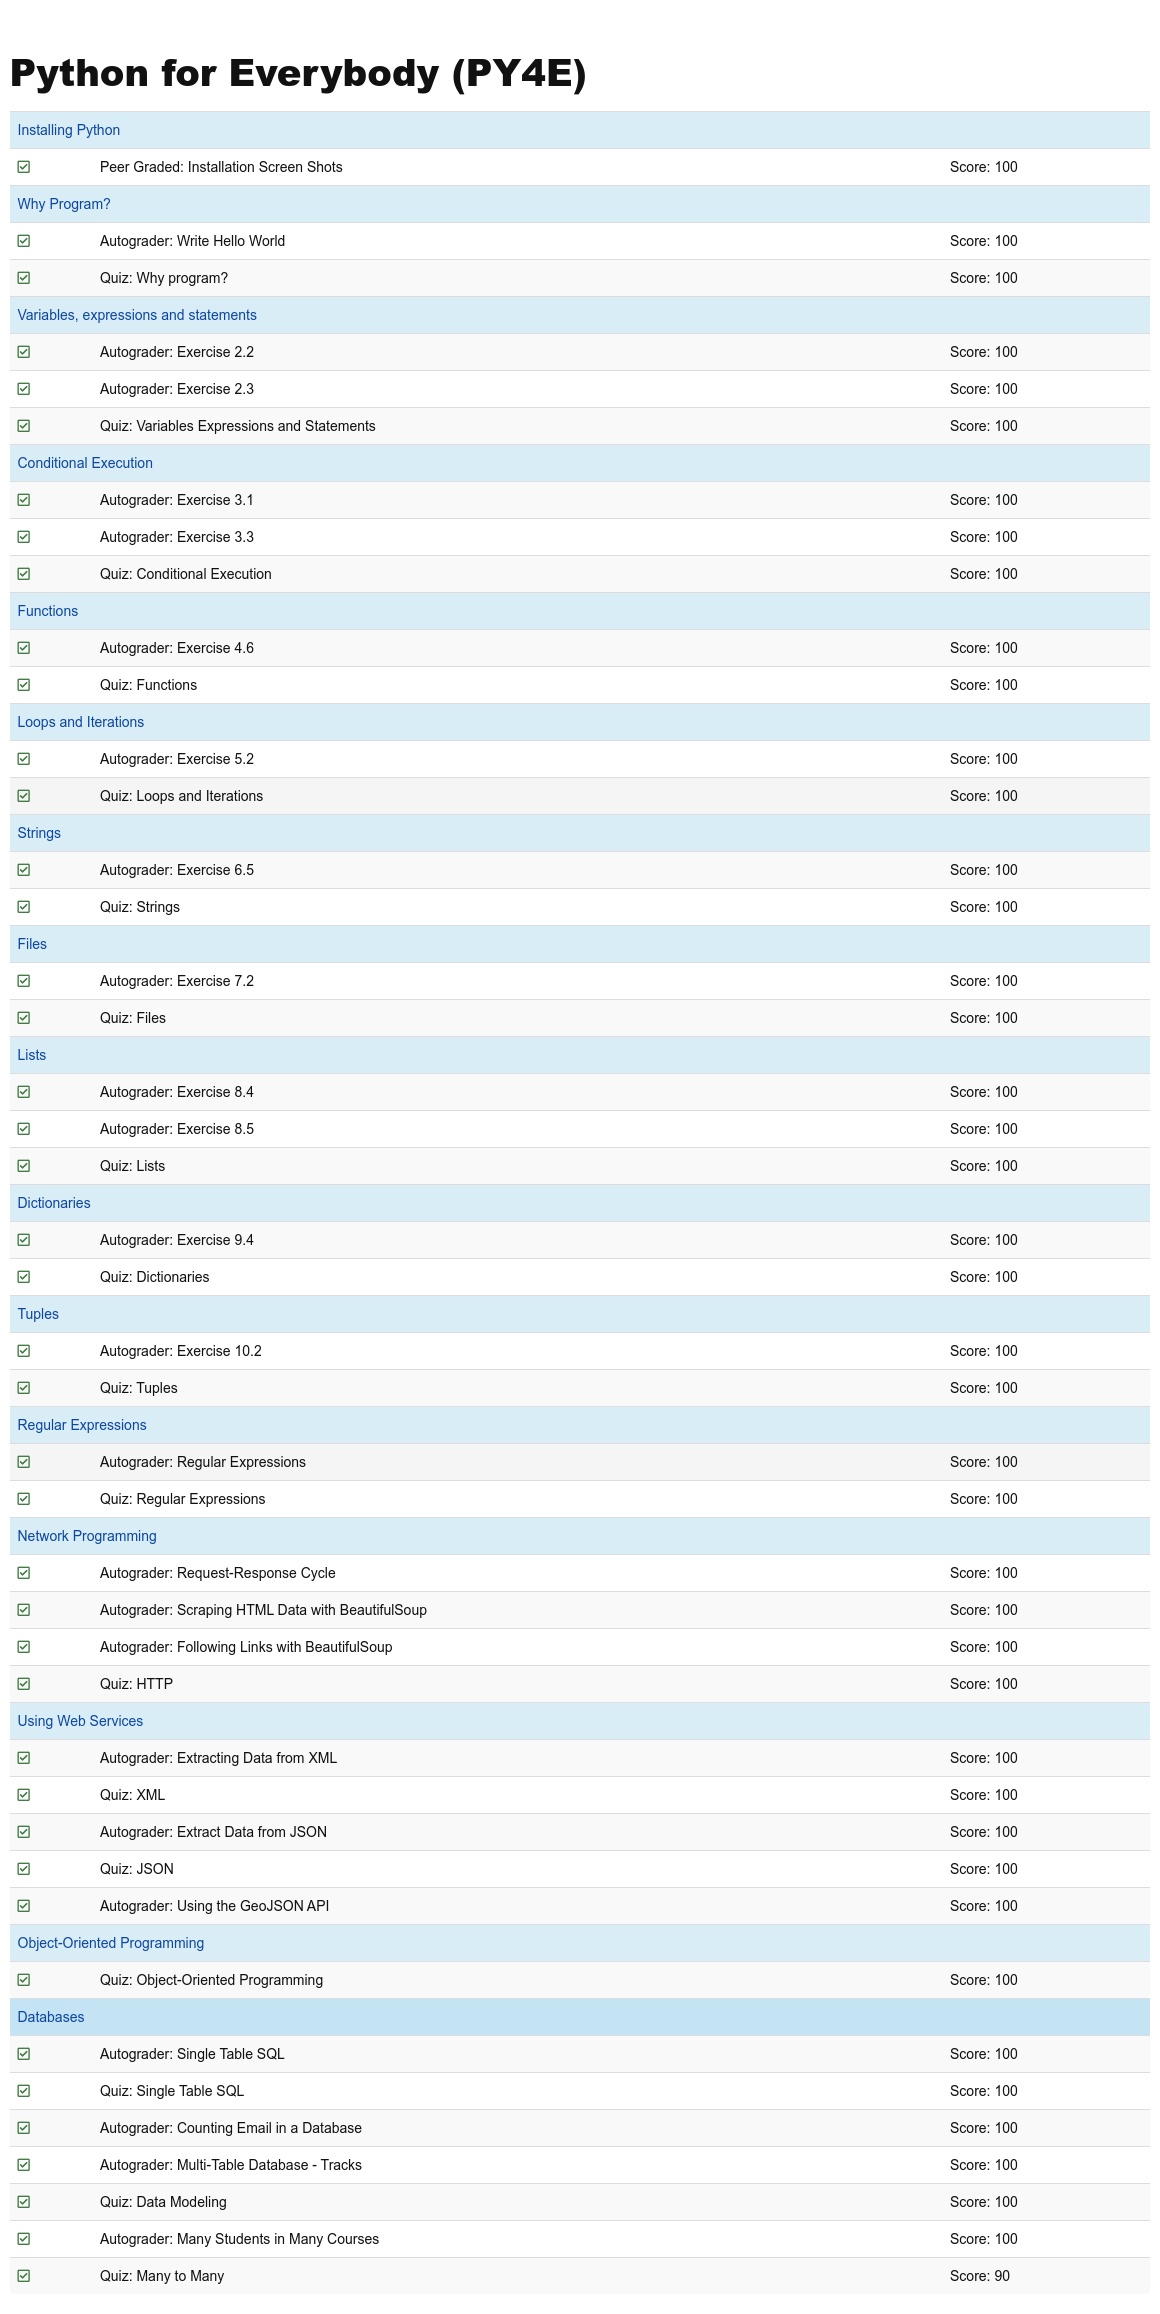 Python for Everybody (PY4E)
Installing Python
Peer Graded: Installation Screen Shots Score: 100
Why Program?
Autograder: Write Hello World Score: 100
Quiz: Why program? Score: 100
Variables, expressions and statements
Autograder: Exercise 2.2 Score: 100
Autograder: Exercise 2.3 Score: 100
Quiz: Variables Expressions and Statements Score: 100
Conditional Execution
Autograder: Exercise 3.1 Score: 100
Autograder: Exercise 3.3 Score: 100
Quiz: Conditional Execution Score: 100
Functions
Autograder: Exercise 4.6 Score: 100
Quiz: Functions Score: 100
Loops and Iterations
Autograder: Exercise 5.2 Score: 100
Quiz: Loops and Iterations Score: 100
Strings
Autograder: Exercise 6.5 Score: 100
Quiz: Strings Score: 100
Files
Autograder: Exercise 7.2 Score: 100
Quiz: Files Score: 100
Lists
Autograder: Exercise 8.4 Score: 100
Autograder: Exercise 8.5 Score: 100
Quiz: Lists Score: 100
Dictionaries
Autograder: Exercise 9.4 Score: 100
Quiz: Dictionaries Score: 100
Tuples
Autograder: Exercise 10.2 Score: 100
Quiz: Tuples Score: 100
Regular Expressions
Autograder: Regular Expressions Score: 100
Quiz: Regular Expressions Score: 100
Network Programming
Autograder: Request-Response Cycle Score: 100
Autograder: Scraping HTML Data with BeautifulSoup Score: 100
Autograder: Following Links with BeautifulSoup Score: 100
Quiz: HTTP Score: 100
Using Web Services
Autograder: Extracting Data from XML Score: 100
Quiz: XML Score: 100
Autograder: Extract Data from JSON Score: 100
Quiz: JSON Score: 100
Autograder: Using the GeoJSON API Score: 100
Object-Oriented Programming
Quiz: Object-Oriented Programming Score: 100
Databases
Autograder: Single Table SQL Score: 100
Quiz: Single Table SQL Score: 100
Autograder: Counting Email in a Database Score: 100
Autograder: Multi-Table Database - Tracks Score: 100
Quiz: Data Modeling Score: 100
Autograder: Many Students in Many Courses Score: 100
Quiz: Many to Many Score: 90